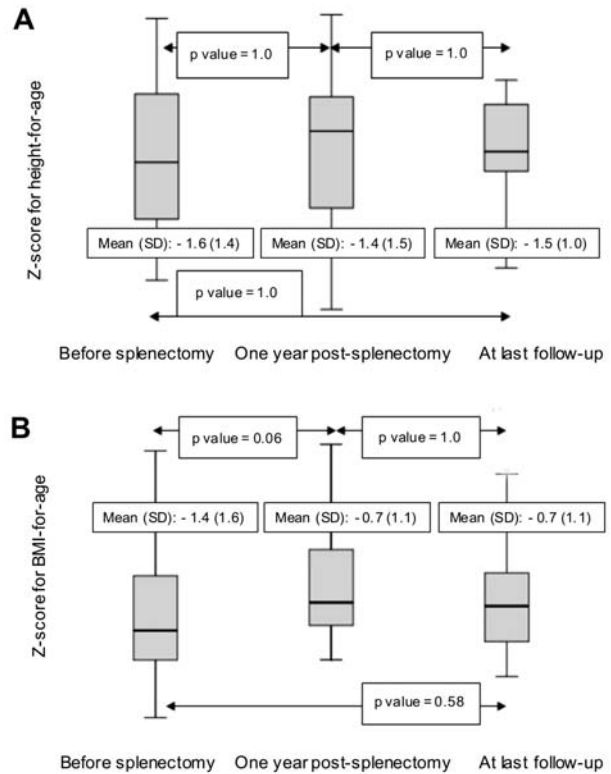 A
p value = 1.0
p value = 1.0
Z-score for height-for-age
Mean (SD): - 1.6 (1.4)
Mean (SD): - 1.4 (1.5)
Mean (SD): - 1.5 (1.0)
p value = 1.0
Before splenectomy
One year post-splenectomy
At last follow-up
B
p value = 0.06
p value = 1.0
Z-score for BMI-for-age
Mean (SD): - 1.4 (1.6)
Mean (SD): - 0.7 (1.1)
Mean (SD): - 0.7 (1.1)
p value = 0.58
Before splenectomy
One year post-splenectomy
At last follow-up